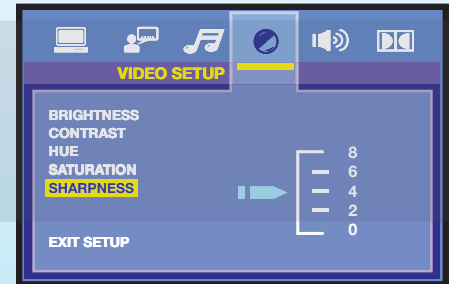 VIDEO SETUP
BRIGHTNESS
CONTRAST
HUE
SATURATION
SHARPNESS
EXIT SETUP
8
6
4
2
0